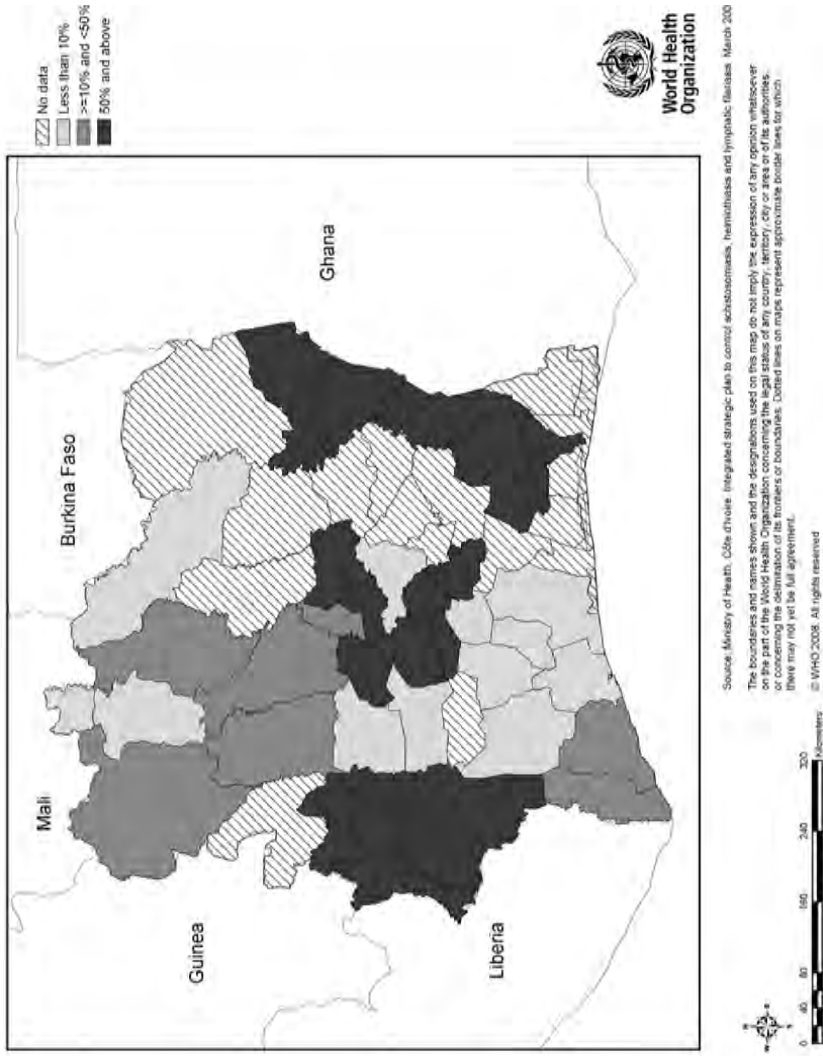 No data
Less than 10%
>=10% and <50%
50% and above
Mali
Burkina Faso
Guinea
Ghana
Liberia
World Health
Organization
Source: Ministry of Health, Côte d'Ivoire. Integrated strategic plan to control schistosomiasis, helminthiasis and lymphatic filariasis. March 200
The boundaries and names shown and the designations used on this map do not imply the expression of any opinion whatsoever
on the part of the World Health Organization concerning the legal status of any country, territory, city or area or of its authorities,
or concerning the delimitation of its frontiers or boundaries. Dotted lines on maps represent approximate border lines for which
there may not yet be full agreement.
© WHO 2008. All rights reserved
0 40 80 160 240 320
Kilometers